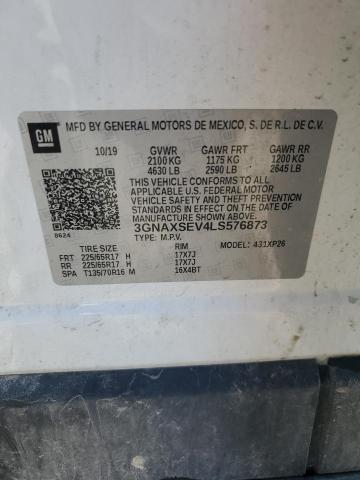 GM MFD BY GENERAL MOTORS DE MEXICO, S. DE R.L. DE C.V.
10/19 GVWR GAWR FRT GAWR RR
2100 KG 1175 KG 1200 KG
4630 LB 2590 LB 2645 LB
THIS VEHICLE CONFORMS TO ALL
APPLICABLE U.S. FEDERAL MOTOR VEHICLE
SAFETY, BUMPER, AND THEFT PREVENTION
STANDARDS IN EFFECT ON THE DATE OF
MANUFACTURE SHOWN ABOVE.
3GNAXSEV4LS576873
8624 TYPE: M.P.V. MODEL: 431XP26
TIRE SIZE RIM
FRT 225/65R17 H 17X7J
RR 225/65R17 H 17X7J
SPA T135/70R16 M 16X4BT